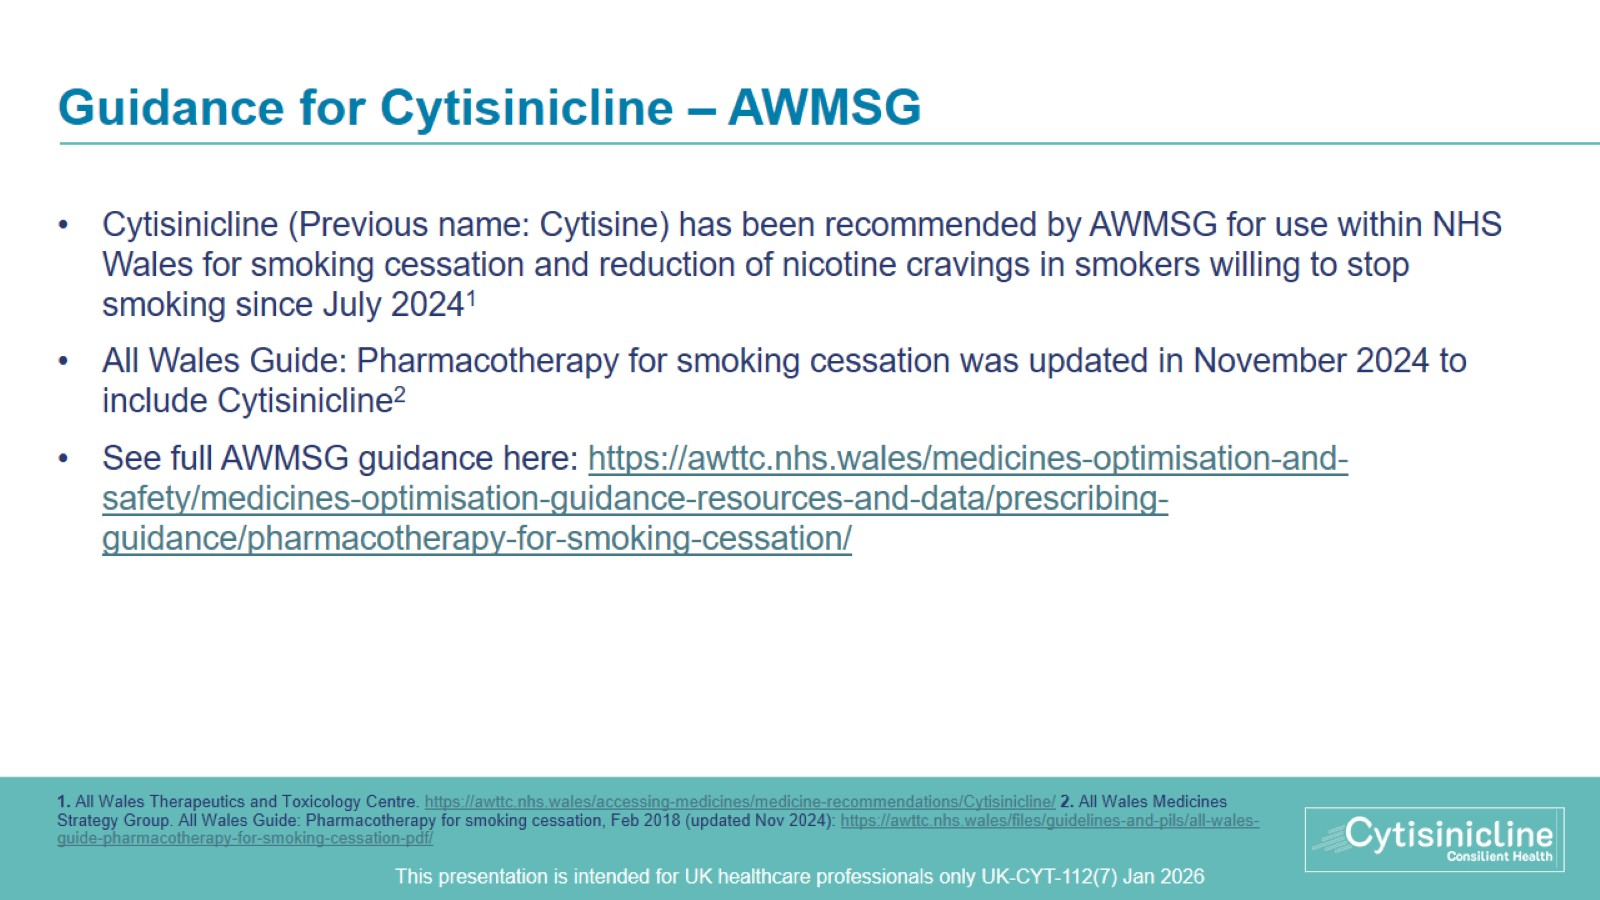 Guidance for Cytisinicline – AWMSG
• Cytisinicline (Previous name: Cytisine) has been recommended by AWMSG for use within NHS
Wales for smoking cessation and reduction of nicotine cravings in smokers willing to stop
smoking since July 2024¹
• All Wales Guide: Pharmacotherapy for smoking cessation was updated in November 2024 to
include Cytisinicline²
• See full AWMSG guidance here: https://awttc.nhs.wales/medicines-optimisation-and-
safety/medicines-optimisation-guidance-resources-and-data/prescribing-
guidance/pharmacotherapy-for-smoking-cessation/
1. All Wales Therapeutics and Toxicology Centre. https://awttc.nhs.wales/accessing-medicines/medicine-recommendations/Cytisinicline/ 2. All Wales Medicines
Strategy Group. All Wales Guide: Pharmacotherapy for smoking cessation, Feb 2018 (updated Nov 2024): https://awttc.nhs.wales/files/guidelines-and-pils/all-wales-
guide-pharmacotherapy-for-smoking-cessation-pdf/
Cytisinicline
Consilient Health
This presentation is intended for UK healthcare professionals only UK-CYT-112(7) Jan 2026